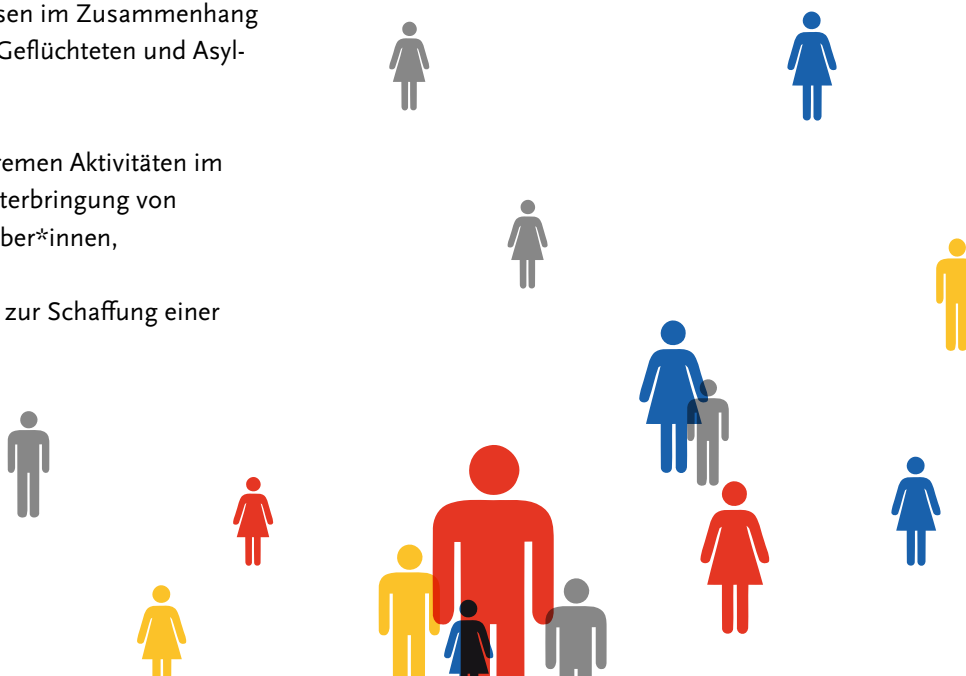 sen im Zusammenhang
Geflüchteten und Asyl-
remen Aktivitäten im
terbringung von
ber*innen,
zur Schaffung einer